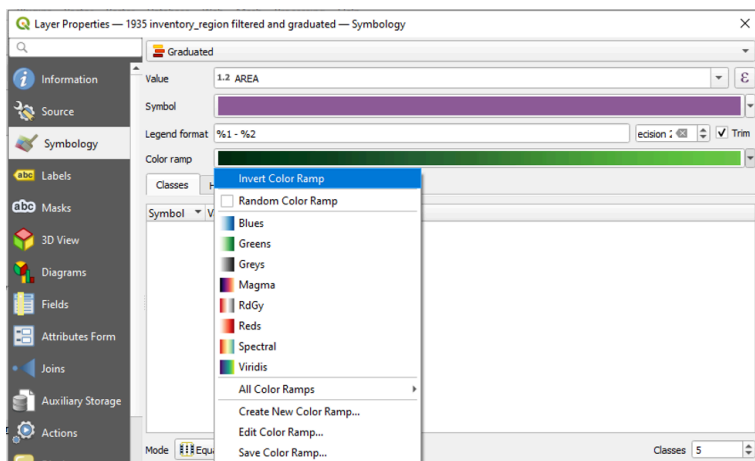 Layer Properties — 1935 inventory_region filtered and graduated — Symbology
Graduated
Information
Value
1.2 AREA
ε
Source
Symbol
Symbology
Legend format
%1 - %2
Trim
Color ramp
abc Labels
Invert Color Ramp
Classes
abc Masks
Random Color Ramp
Symbol
Blues
3D View
Greens
Greys
Diagrams
Magma
Fields
RdGy
Reds
Attributes Form
Spectral
Joins
Viridis
All Color Ramps
Auxiliary Storage
Create New Color Ramp...
Actions
Edit Color Ramp...
Mode
Classes 5
Save Color Ramp...